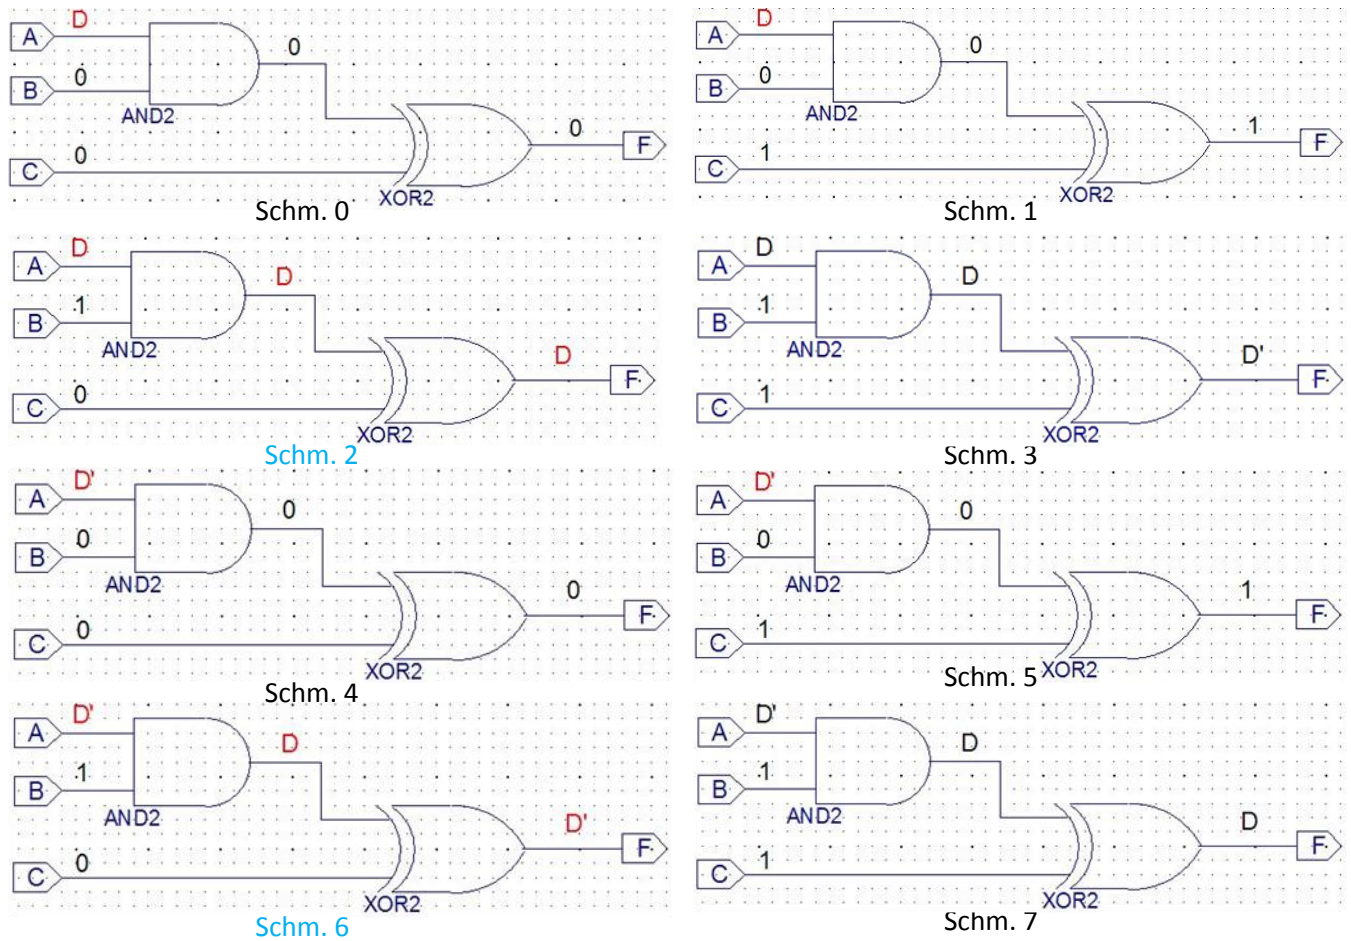 D
A
0
0
B
AND2
0
0
C
F
XOR2
Schm. 0
D
A
0
0
B
AND2
1
1
C
F
XOR2
Schm. 1
D
A
D
1
B
AND2
D
0
C
F
XOR2
Schm. 2
D
A
D
1
B
AND2
D'
1
C
F
XOR2
Schm. 3
D'
A
0
0
B
AND2
0
0
C
F
XOR2
Schm. 4
D'
A
0
0
B
AND2
1
1
C
F
XOR2
Schm. 5
D'
A
D
1
B
AND2
D'
0
C
F
XOR2
Schm. 6
D'
A
D
1
B
AND2
D
1
C
F
XOR2
Schm. 7